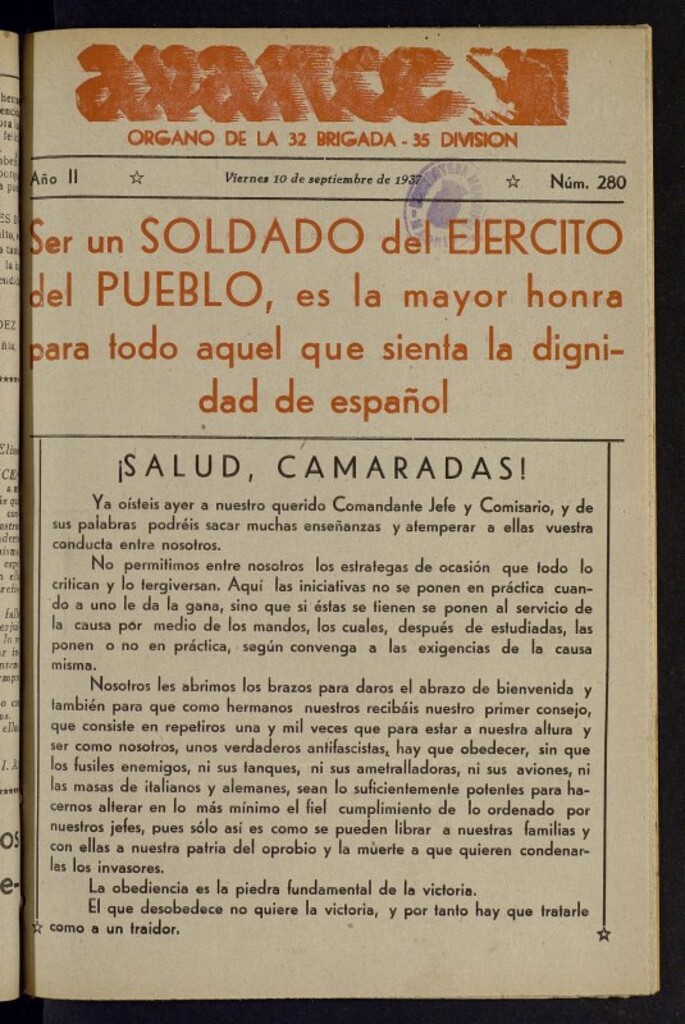 avance
ORGANO DE LA 32 BRIGADA - 35 DIVISION
Año II
Viernes 10 de septiembre de 1937
Núm. 280
Ser un SOLDADO del EJERCITO
del PUEBLO, es la mayor honra
para todo aquel que sienta la digni-
dad de español
¡SALUD, CAMARADAS!
Ya oísteis ayer a nuestro querido Comandante Jefe y Comisario, y de
sus palabras podréis sacar muchas enseñanzas y atemperar a ellas vuestra
conducta entre nosotros.
No permitimos entre nosotros los estrategas de ocasión que todo lo
critican y lo tergiversan. Aquí las iniciativas no se ponen en práctica cuan-
do a uno le da la gana, sino que si éstas se tienen se ponen al servicio de
la causa por medio de los mandos, los cuales, después de estudiadas, las
ponen o no en práctica, según convenga a las exigencias de la causa
misma.
Nosotros les abrimos los brazos para daros el abrazo de bienvenida y
también para que como hermanos nuestros recibáis nuestro primer consejo,
que consiste en repetiros una y mil veces que para estar a nuestra altura y
ser como nosotros, unos verdaderos antifascistas, hay que obedecer, sin que
los fusiles enemigos, ni sus tanques, ni sus ametralladoras, ni sus aviones, ni
las masas de italianos y alemanes, sean lo suficientemente potentes para ha-
cernos alterar en lo más mínimo el fiel cumplimiento de lo ordenado por
nuestros jefes, pues sólo así es como se pueden librar a nuestras familias y
con ellas a nuestra patria del oprobio y la muerte a que quieren condenar-
las los invasores.
La obediencia es la piedra fundamental de la victoria.
El que desobedece no quiere la victoria, y por tanto hay que tratarle
como a un traidor.